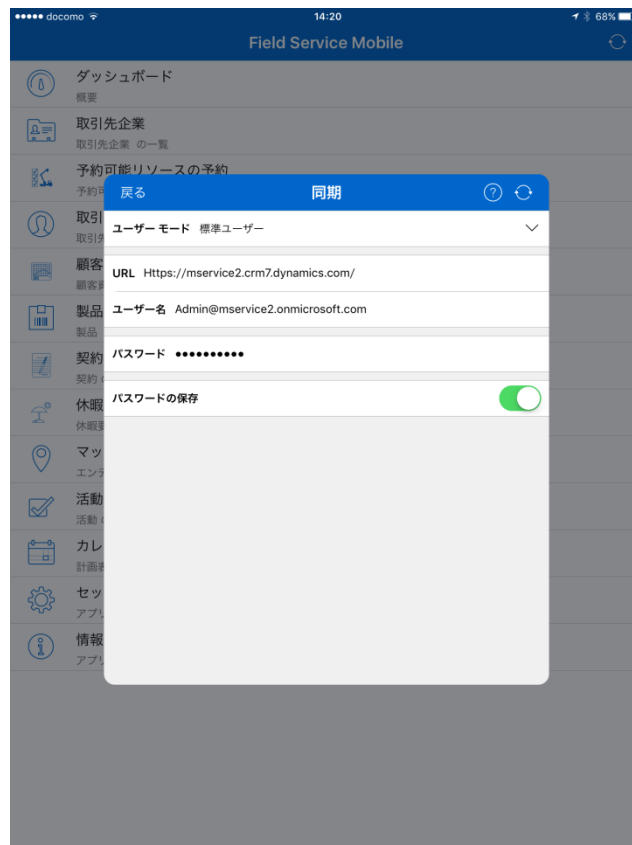 docomo 14:20 68%
Field Service Mobile
ダッシュボード
概要
取引先企業
取引先企業 の一覧
予約可能リソースの予約
予約可
取引
取引先
顧客
顧客資
製品
製品
契約
契約 の
休暇
休暇要
マッ
エンテ
活動
活動 の
カレ
計画表
セッ
アプリ
情報
アプリ
戻る 同期 ?
ユーザー モード 標準ユーザー
URL Https://mservice2.crm7.dynamics.com/
ユーザー名 Admin@mservice2.onmicrosoft.com
パスワード ●●●●●●●●●●
パスワードの保存